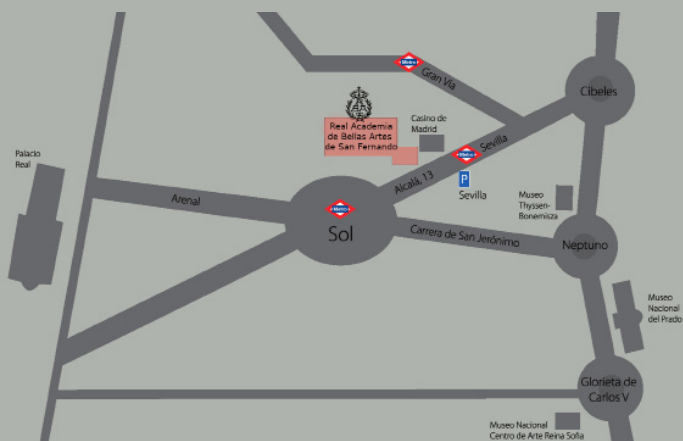 Metro
Gran Vía
Cibeles
Real Academia
de Bellas Artes
de San Fernando
Casino de
Madrid
Metro
Sevilla
Palacio
Real
Alcalá, 13
P
Sevilla
Arenal
Museo
Thyssen-
Bonemisza
Metro
Sol
Carrera de San Jerónimo
Neptuno
Museo
Nacional
del Prado
Glorieta de
Carlos V
Museo Nacional
Centro de Arte Reina Sofía